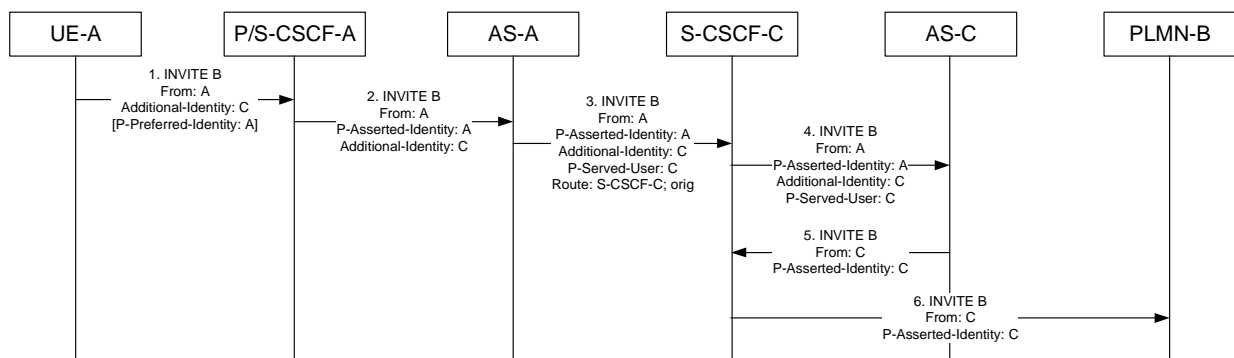 UE-A
P/S-CSCF-A
AS-A
S-CSCF-C
AS-C
PLMN-B
1. INVITE B
From: A
Additional-Identity: C
[P-Preferred-Identity: A]
2. INVITE B
From: A
P-Asserted-Identity: A
Additional-Identity: C
3. INVITE B
From: A
P-Asserted-Identity: A
Additional-Identity: C
P-Served-User: C
Route: S-CSCF-C; orig
4. INVITE B
From: A
P-Asserted-Identity: A
Additional-Identity: C
P-Served-User: C
5. INVITE B
From: C
P-Asserted-Identity: C
6. INVITE B
From: C
P-Asserted-Identity: C